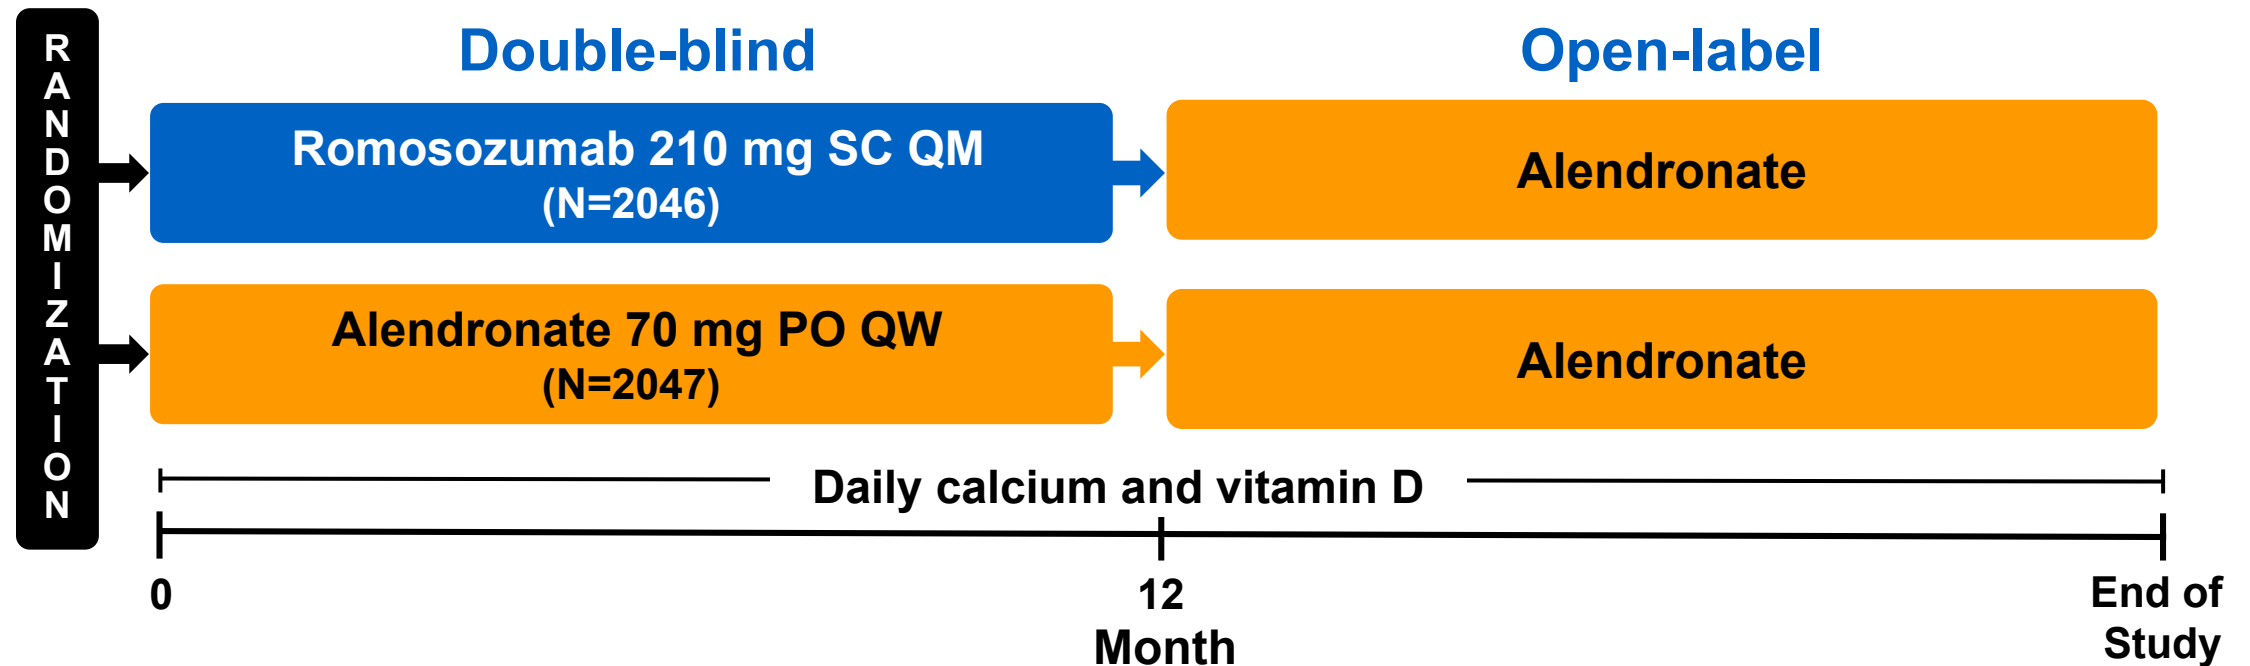 RANDOMIZATION
Double-blind
Open-label
Romosozumab 210 mg SC QM
(N=2046)
Alendronate
Alendronate 70 mg PO QW
(N=2047)
Alendronate
Daily calcium and vitamin D
0
12
End of
Study
Month